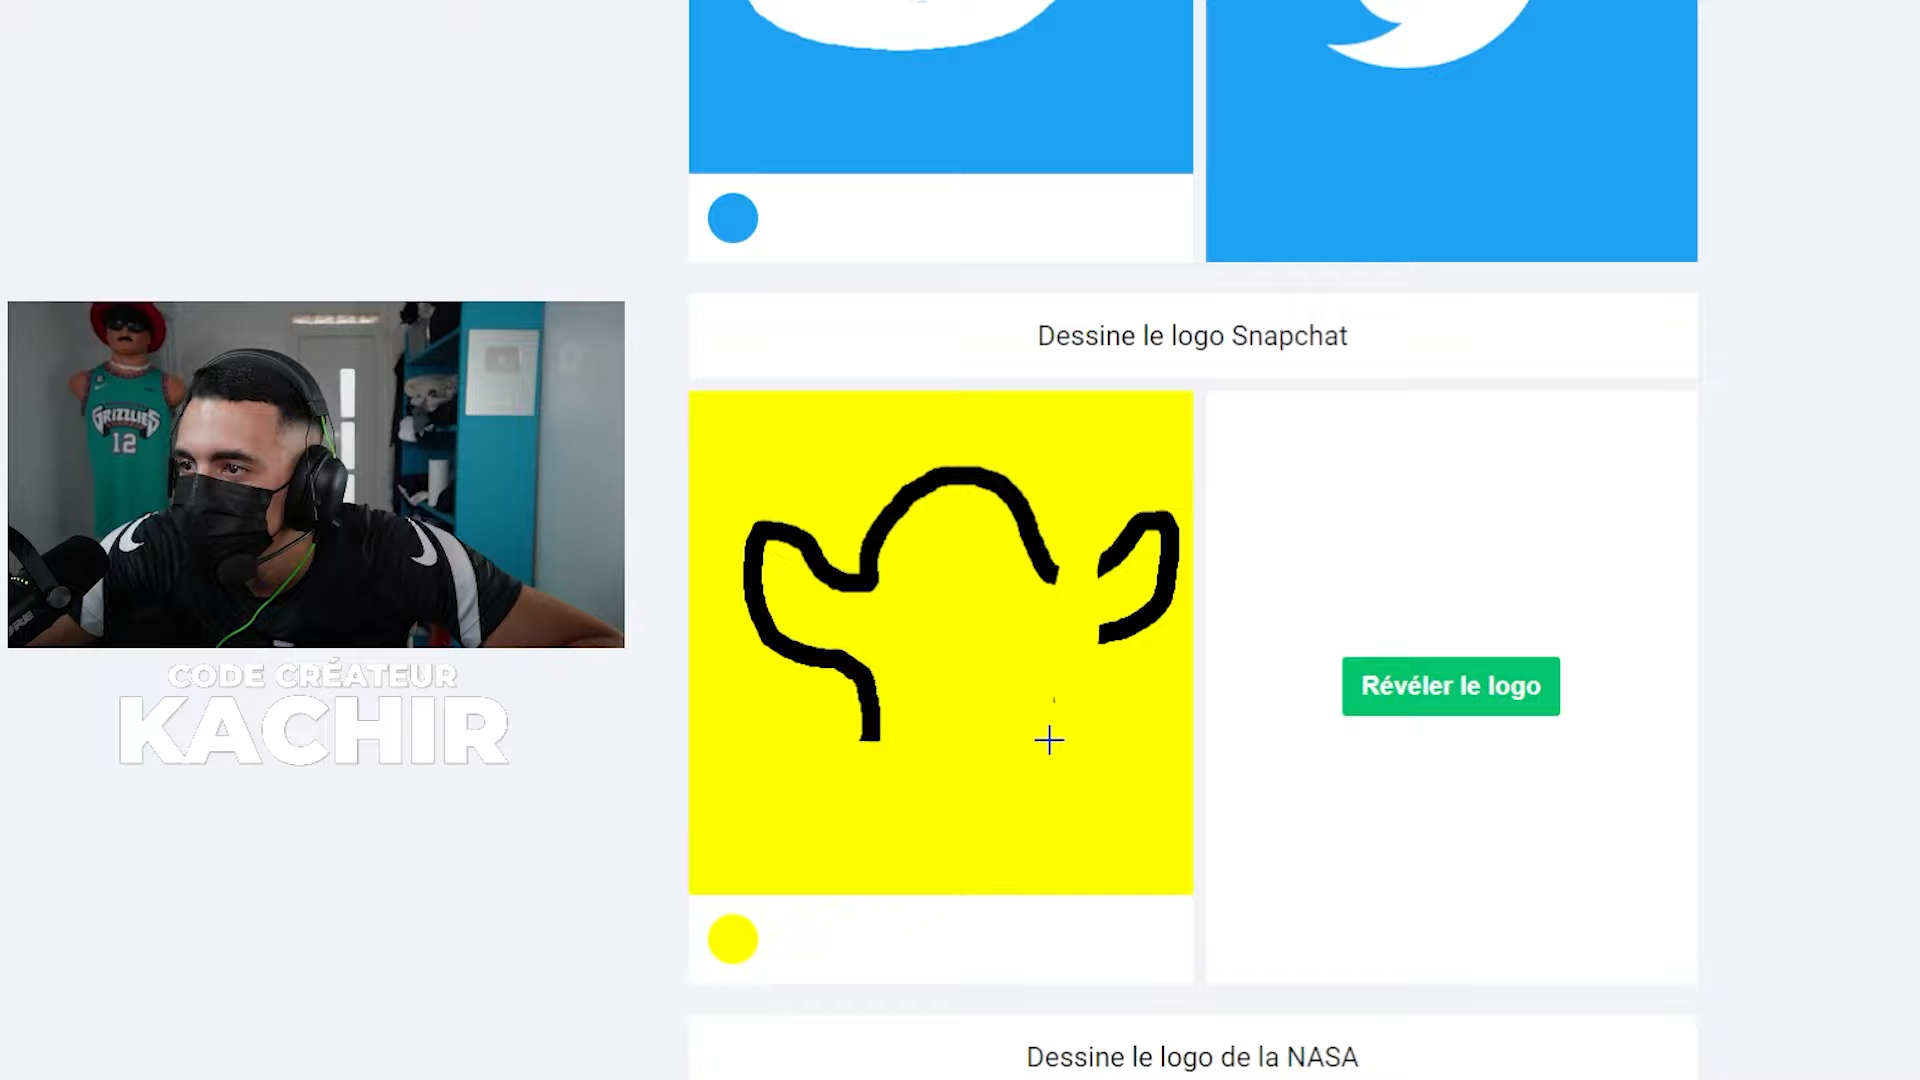 Dessine le logo Snapchat
GRIZZLIES
12
CODE CRÉATEUR
KACHIR
Révéler le logo
Dessine le logo de la NASA